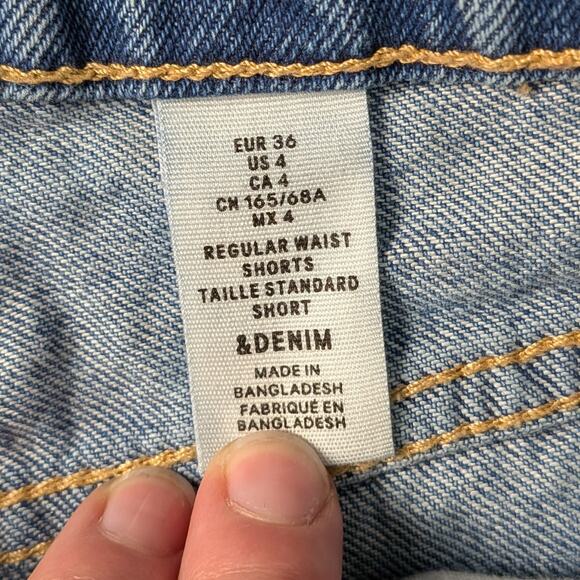 EUR 36
US 4
CA 4
CN 165/68A
MX 4
REGULAR WAIST
SHORTS
TAILLE STANDARD
SHORT
&DENIM
MADE IN
BANGLADESH
FABRIQUÉ EN
BANGLADESH